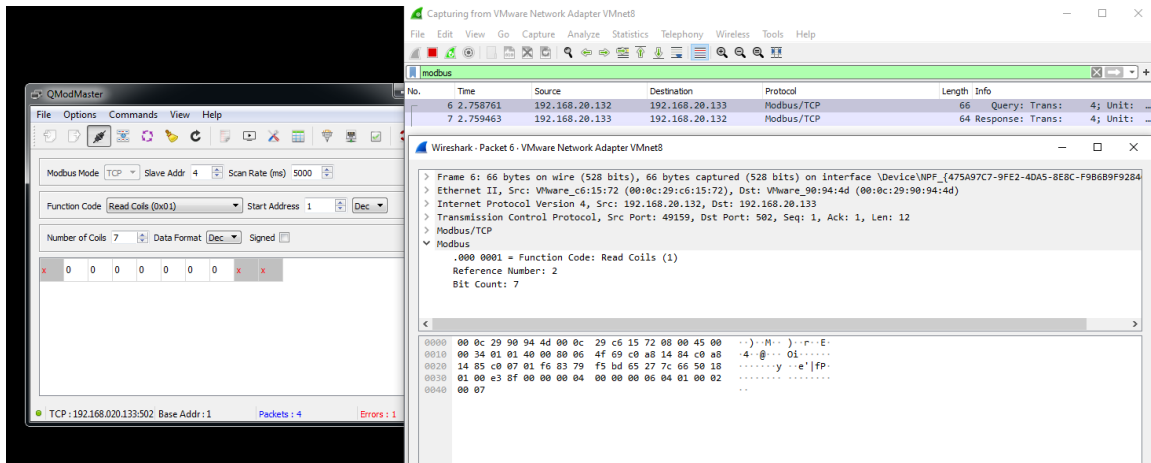 QModMaster
File Options Commands View Help
Modbus Mode TCP Slave Addr 4 Scan Rate (ms) 5000
Function Code Read Coils (0x01) Start Address 1 Dec
Number of Coils 7 Data Format Dec Signed
x 0 0 0 0 0 0 0 x x
TCP : 192.168.020.133:502 Base Addr : 1 Packets : 4 Errors : 1
Capturing from VMware Network Adapter VMnet8
File Edit View Go Capture Analyze Statistics Telephony Wireless Tools Help
modbus
No. Time Source Destination Protocol Length Info
6 2.758761 192.168.20.132 192.168.20.133 Modbus/TCP 66 Query: Trans: 4; Unit: …
7 2.759463 192.168.20.133 192.168.20.132 Modbus/TCP 64 Response: Trans: 4; Unit: …
Wireshark · Packet 6 · VMware Network Adapter VMnet8
Frame 6: 66 bytes on wire (528 bits), 66 bytes captured (528 bits) on interface \Device\NPF_{475A97C7-9FE2-4DA5-8E8C-F9B6B9F9284
Ethernet II, Src: VMware_c6:15:72 (00:0c:29:c6:15:72), Dst: VMware_90:94:4d (00:0c:29:90:94:4d)
Internet Protocol Version 4, Src: 192.168.20.132, Dst: 192.168.20.133
Transmission Control Protocol, Src Port: 49159, Dst Port: 502, Seq: 1, Ack: 1, Len: 12
Modbus/TCP
Modbus
.000 0001 = Function Code: Read Coils (1)
Reference Number: 2
Bit Count: 7
0000 00 0c 29 90 94 4d 00 0c 29 c6 15 72 08 00 45 00 ··)··M·· )··r··E·
0010 00 34 01 01 40 00 80 06 4f 69 c0 a8 14 84 c0 a8 ·4··@··· Oi······
0020 14 85 c0 07 01 f6 83 79 f5 bd 65 27 7c 66 50 18 ·······y ··e'|fP·
0030 01 00 e3 8f 00 00 00 04 00 00 00 06 04 01 00 02 ········ ········
0040 00 07 ··